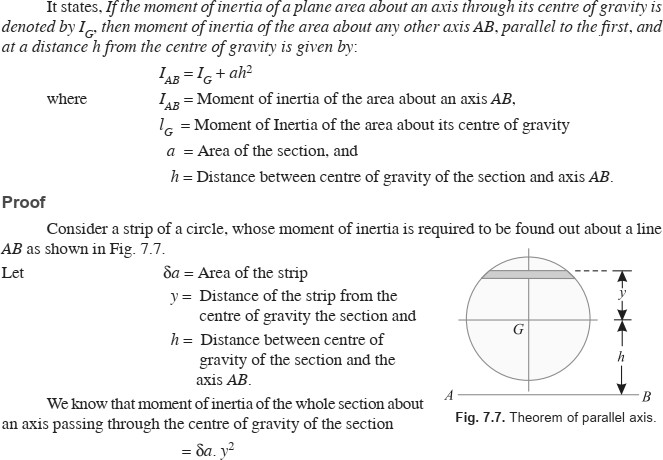 It states, If the moment of inertia of a plane area about an axis through its centre of gravity is
denoted by I_G, then moment of inertia of the area about any other axis AB, parallel to the first, and
at a distance h from the centre of gravity is given by:
I_AB = I_G + ah²
where I_AB = Moment of inertia of the area about an axis AB,
l_G = Moment of Inertia of the area about its centre of gravity
a = Area of the section, and
h = Distance between centre of gravity of the section and axis AB.
Proof
Consider a strip of a circle, whose moment of inertia is required to be found out about a line
AB as shown in Fig. 7.7.
Let δa = Area of the strip
y = Distance of the strip from the
centre of gravity the section and
h = Distance between centre of
gravity of the section and the
axis AB.
We know that moment of inertia of the whole section about
an axis passing through the centre of gravity of the section
= δa. y²
y
G
h
A B
Fig. 7.7. Theorem of parallel axis.